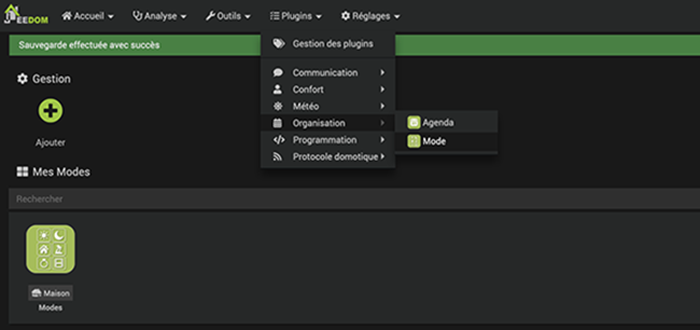 JEEDOM Accueil Analyse Outils Plugins Réglages
Sauvegarde effectuée avec succès
Gestion des plugins
Gestion
Communication
Confort
Météo
Organisation
Agenda
Programmation
Mode
Protocole domotique
Ajouter
Mes Modes
Rechercher
Maison
Modes